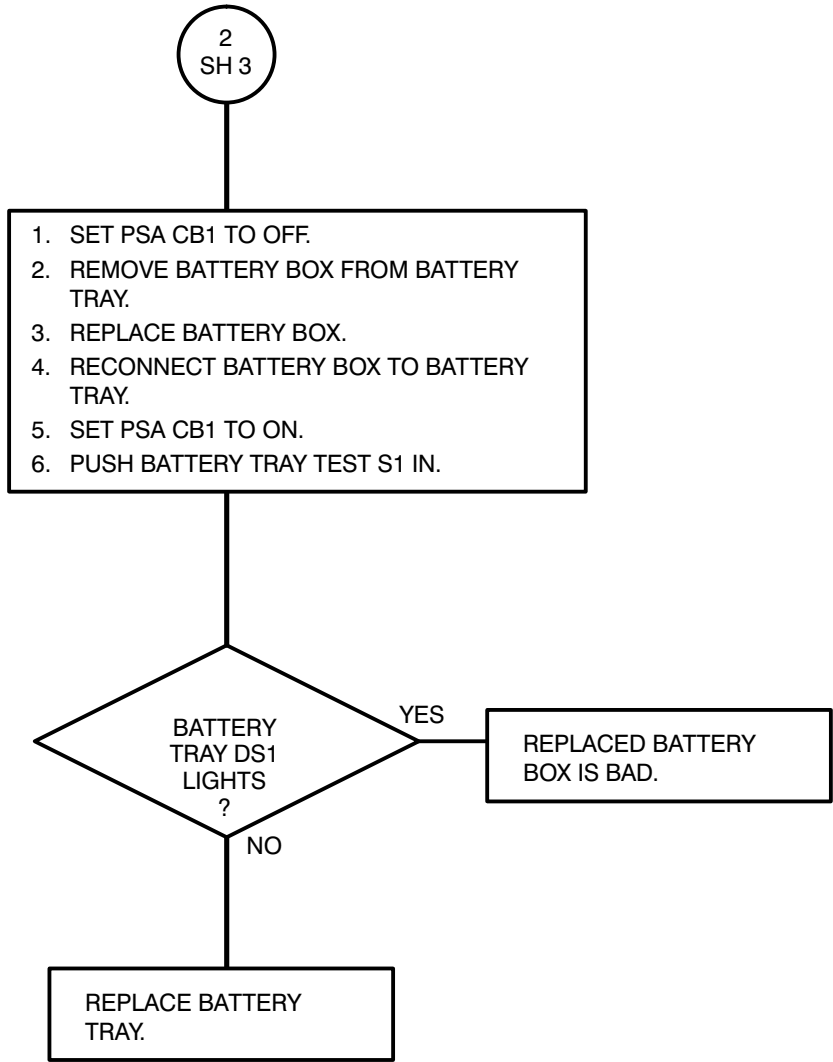 2
SH 3
1. SET PSA CB1 TO OFF.
2. REMOVE BATTERY BOX FROM BATTERY
TRAY.
3. REPLACE BATTERY BOX.
4. RECONNECT BATTERY BOX TO BATTERY
TRAY.
5. SET PSA CB1 TO ON.
6. PUSH BATTERY TRAY TEST S1 IN.
BATTERY
TRAY DS1
LIGHTS
?
YES
REPLACED BATTERY
BOX IS BAD.
NO
REPLACE BATTERY
TRAY.